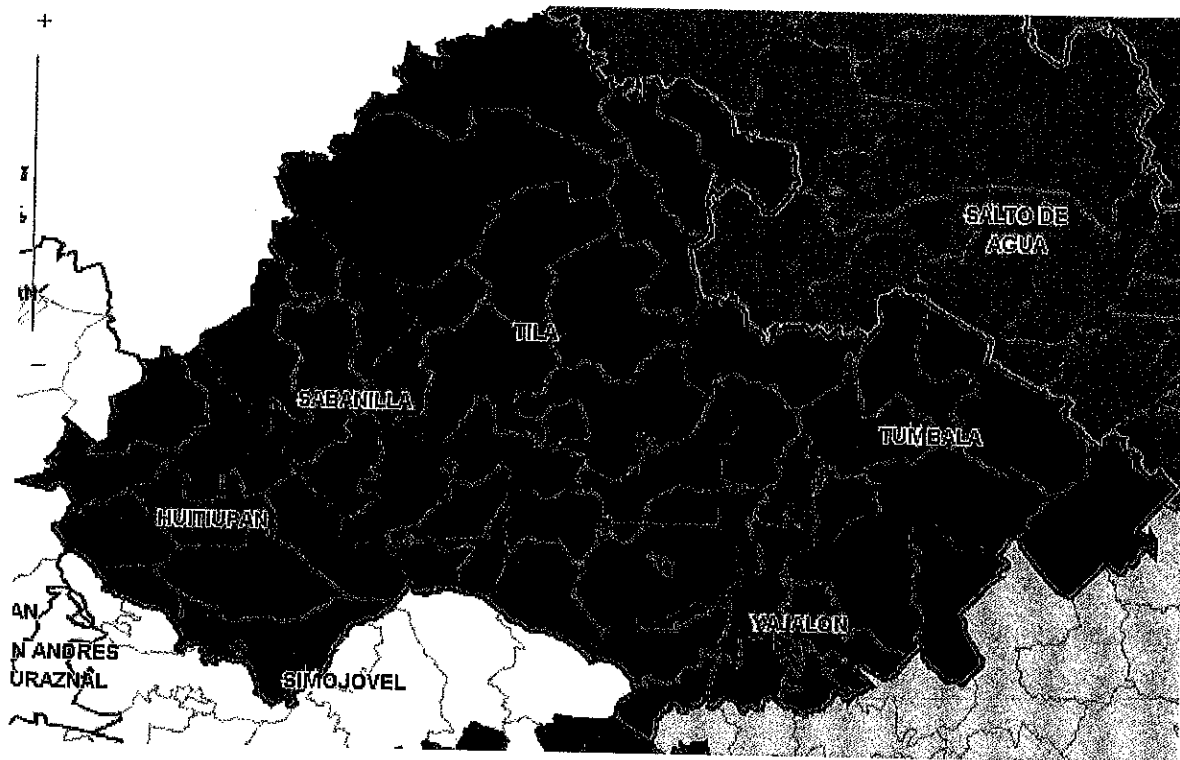 SALTO DE
AGUA
TILA
SABANILLA
TUMBALA
HUITIUPAN
AN
N ANDRES
URAZNAL
YAJALON
SIMOJOVEL